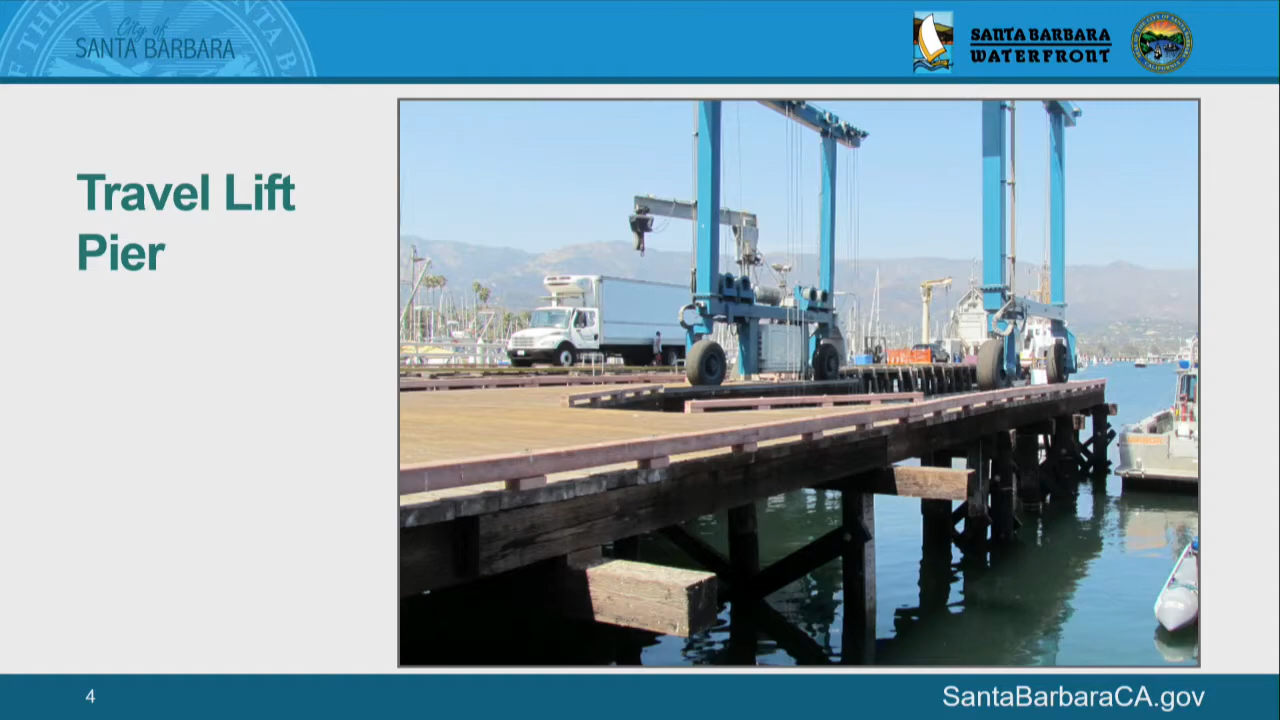 City of
SANTA BARBARA
SANTA BARBARA
WATERFRONT
Travel Lift
Pier
4
SantaBarbaraCA.gov